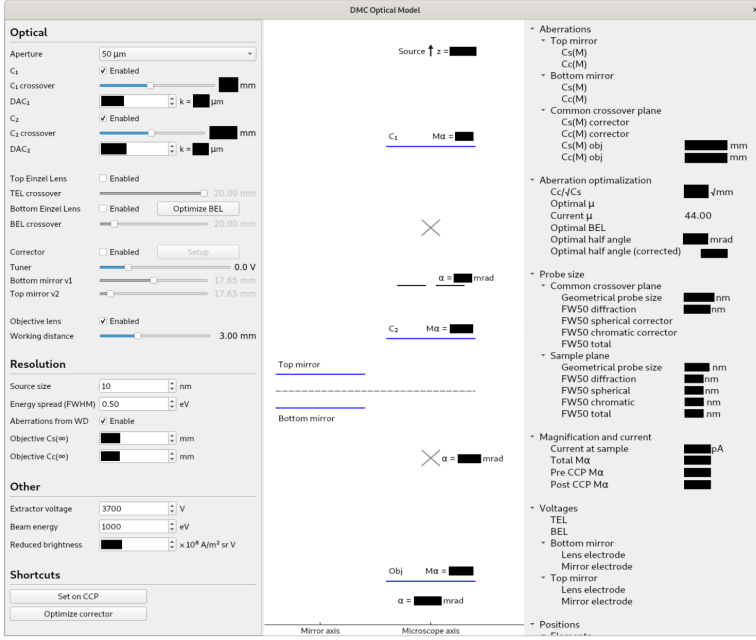 DMC Optical Model
×
Optical
Aperture 50 μm
C₁ Enabled
C₁ crossover mm
DAC₁ k = μm
C₂ Enabled
C₂ crossover mm
DAC₂ k = μm
Top Einzel Lens Enabled
TEL crossover 20.00 mm
Bottom Einzel Lens Enabled Optimize BEL
BEL crossover 20.00 mm
Corrector Enabled Setup
Tuner 0.0 V
Bottom mirror v1 17.65 mm
Top mirror v2 17.65 mm
Objective lens Enabled
Working distance 3.00 mm
Resolution
Source size 10 nm
Energy spread (FWHM) 0.50 eV
Aberrations from WD Enable
Objective Cs(∞) mm
Objective Cc(∞) mm
Other
Extractor voltage 3700 V
Beam energy 1000 eV
Reduced brightness ×10⁸ A/m² sr V
Shortcuts
Set on CCP
Optimize corrector
Source z =
C₁ Mα =
α = mrad
C₂ Mα =
Top mirror
Bottom mirror
α = mrad
Obj Mα =
α = mrad
Mirror axis Microscope axis
Aberrations
Top mirror
Cs(M)
Cc(M)
Bottom mirror
Cs(M)
Cc(M)
Common crossover plane
Cs(M) corrector
Cc(M) corrector
Cs(M) obj mm
Cc(M) obj mm
Aberration optimalization
Cc/√Cs √mm
Optimal μ
Current μ 44.00
Optimal BEL
Optimal half angle mrad
Optimal half angle (corrected)
Probe size
Common crossover plane
Geometrical probe size nm
FW50 diffraction nm
FW50 spherical corrector
FW50 chromatic corrector
FW50 total
Sample plane
Geometrical probe size nm
FW50 diffraction nm
FW50 spherical nm
FW50 chromatic nm
FW50 total nm
Magnification and current
Current at sample pA
Total Mα
Pre CCP Mα
Post CCP Mα
Voltages
TEL
BEL
Bottom mirror
Lens electrode
Mirror electrode
Top mirror
Lens electrode
Mirror electrode
Positions